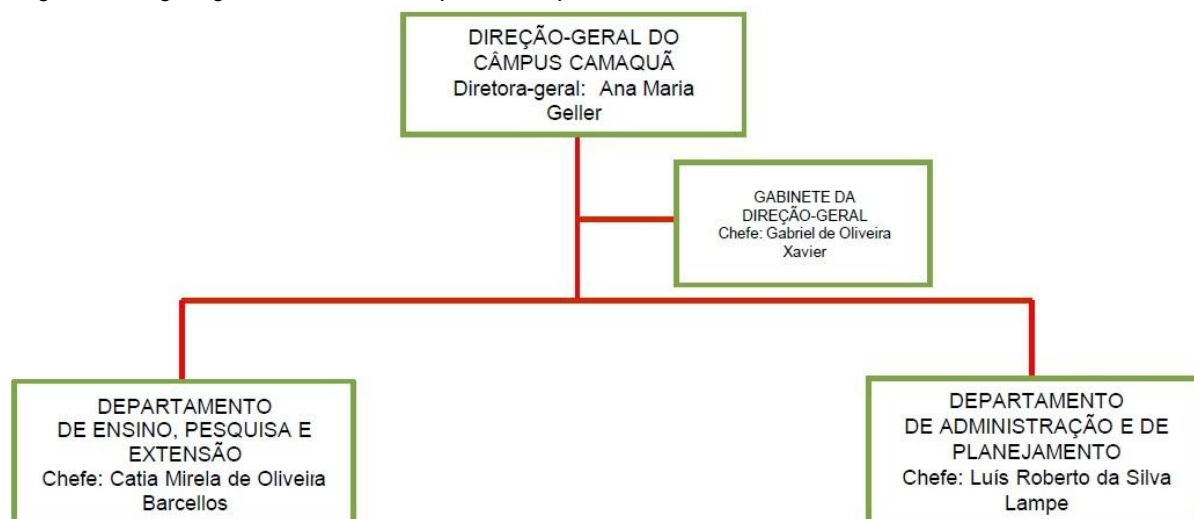 DIREÇÃO-GERAL DO
CÂMPUS CAMAQUÃ
Diretora-geral: Ana Maria
Geller
GABINETE DA
DIREÇÃO-GERAL
Chefe: Gabriel de Oliveira
Xavier
DEPARTAMENTO
DE ENSINO, PESQUISA E
EXTENSÃO
Chefe: Catia Mirela de Oliveira
Barcellos
DEPARTAMENTO
DE ADMINISTRAÇÃO E DE
PLANEJAMENTO
Chefe: Luís Roberto da Silva
Lampe